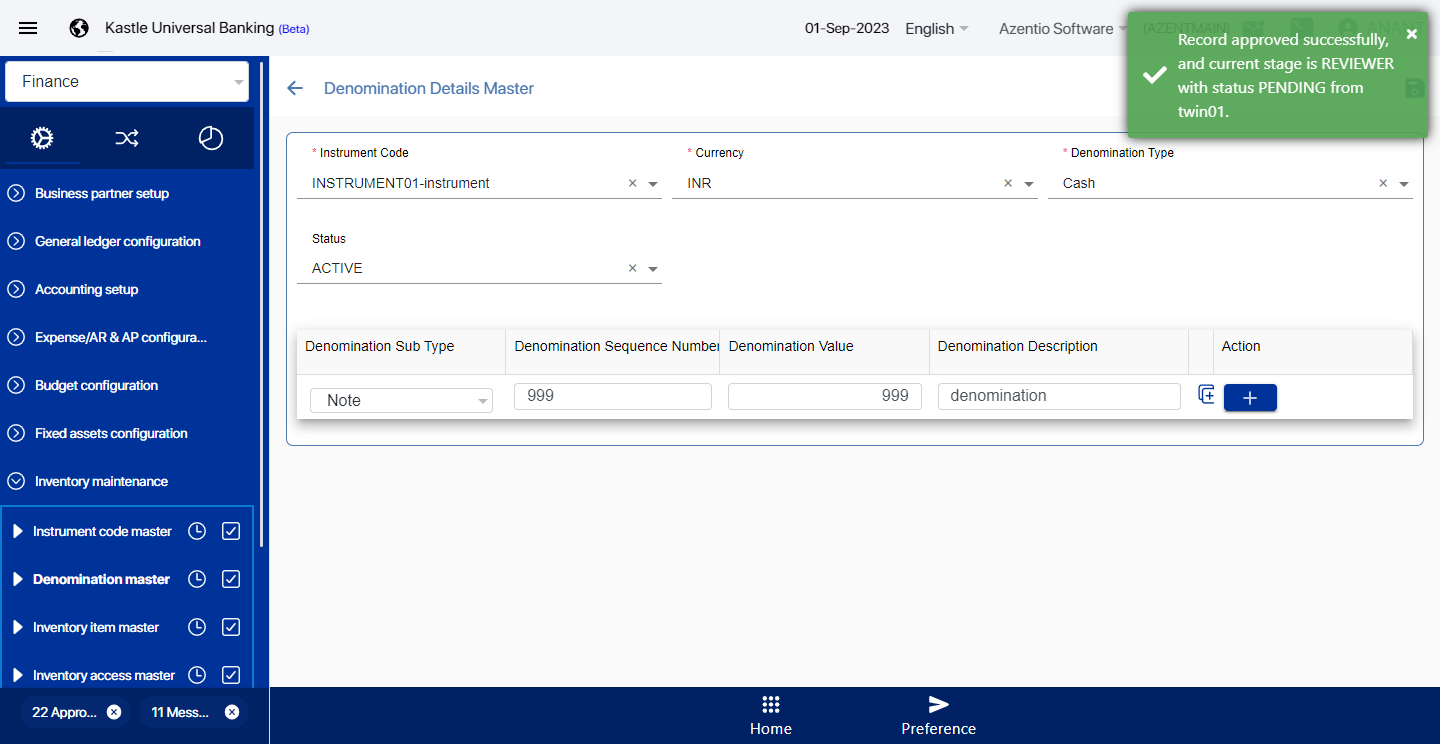 Kastle Universal Banking (Beta)
01-Sep-2023
English
Azentio Software
(AZENTMAIN)
Record approved successfully,
and current stage is REVIEWER
with status PENDING from
twin01.
Finance
Denomination Details Master
* Instrument Code
* Currency
* Denomination Type
INSTRUMENT01-instrument
INR
Cash
Status
ACTIVE
Denomination Sub Type
Denomination Sequence Number
Denomination Value
Denomination Description
Action
Note
999
999
denomination
Business partner setup
General ledger configuration
Accounting setup
Expense/AR & AP configura...
Budget configuration
Fixed assets configuration
Inventory maintenance
Instrument code master
Denomination master
Inventory item master
Inventory access master
22 Appro...
11 Mess...
Home
Preference